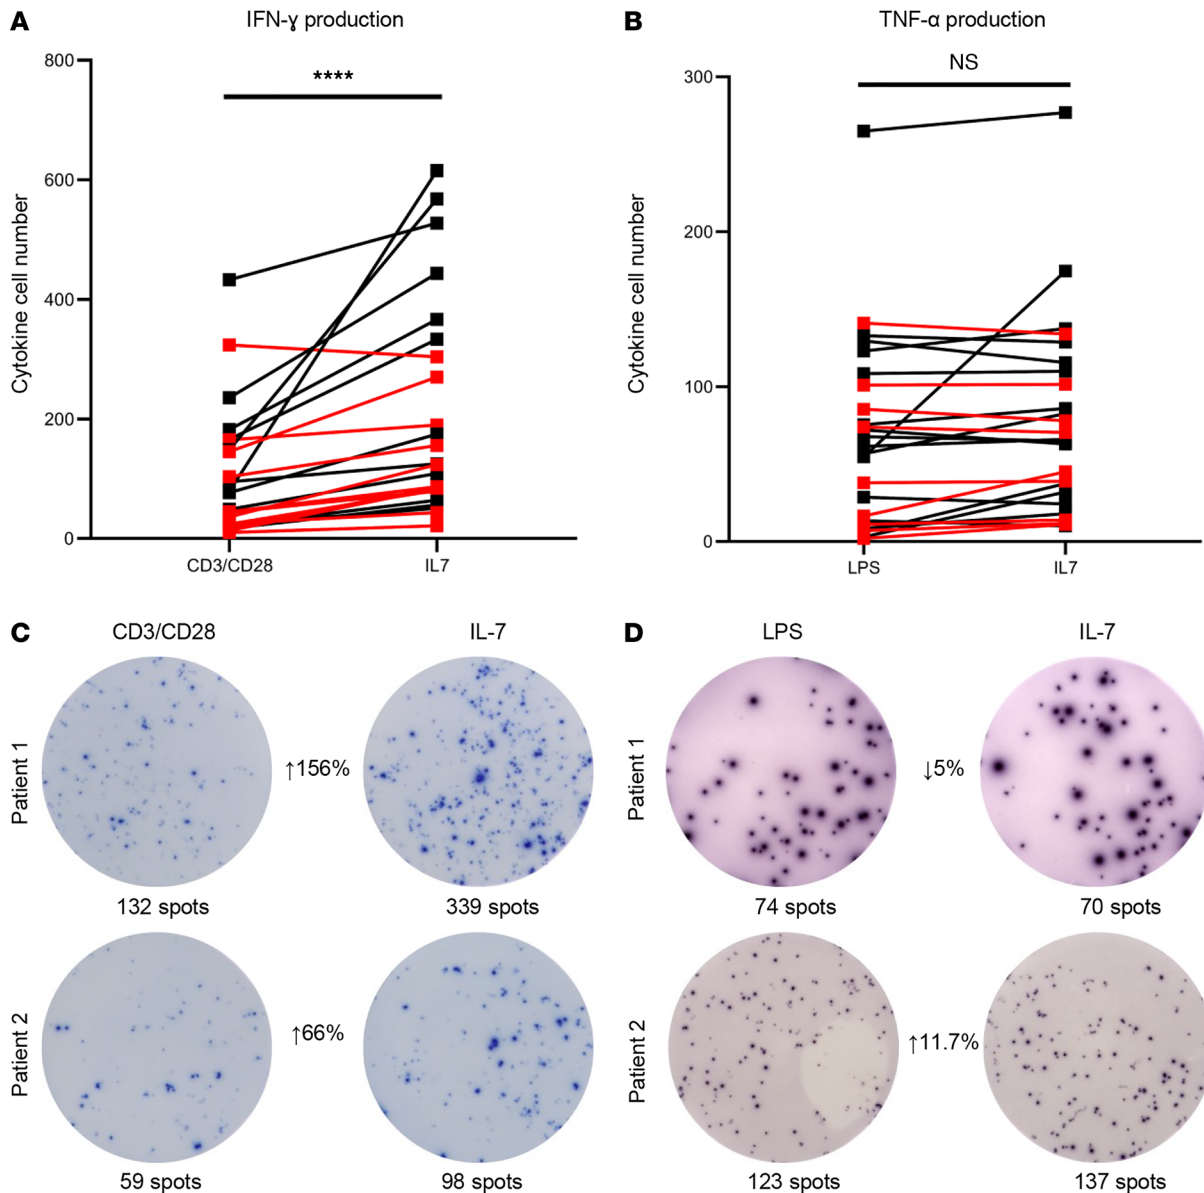 A
IFN-ɣ production
800
600
400
200
0
Cytokine cell number
****
CD3/CD28
IL7
B
TNF-α production
300
200
100
0
Cytokine cell number
NS
LPS
IL7
C
CD3/CD28
IL-7
Patient 1
↑156%
132 spots
339 spots
Patient 2
↑66%
59 spots
98 spots
D
LPS
IL-7
Patient 1
↓5%
74 spots
70 spots
Patient 2
↑11.7%
123 spots
137 spots